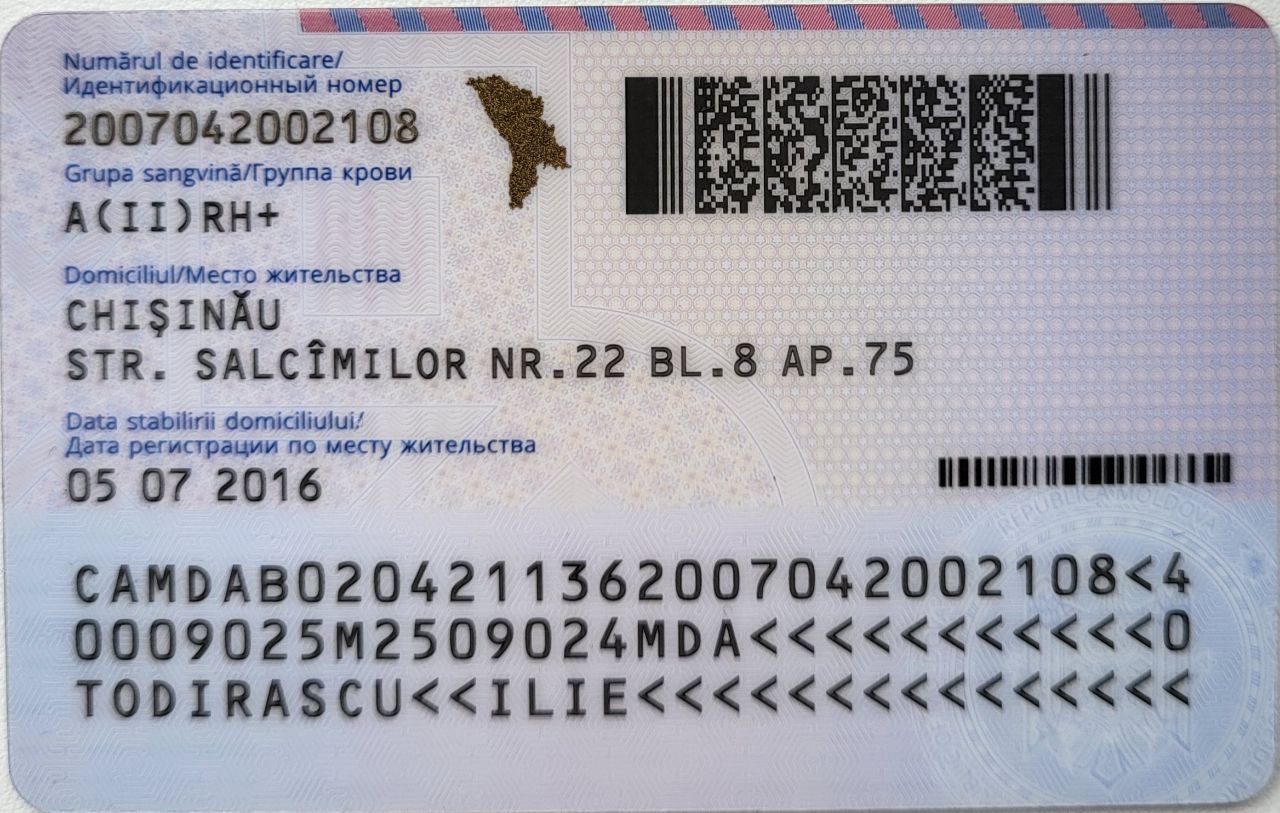 Numărul de identificare/
Идентификационный номер
2007042002108
Grupa sangvină/Группа крови
A(II)RH+
Domiciliul/Место жительства
CHIŞINĂU
STR. SALCÎMILOR NR.22 BL.8 AP.75
Data stabilirii domiciliului/
Дата регистрации по месту жительства
05 07 2016
REPUBLICA MOLDOVA
CAMDAB0204211362007042002108<4
0009025M2509024MDA<<<<<<<<<<<0
TODIRASCU<<ILIE<<<<<<<<<<<<<<<